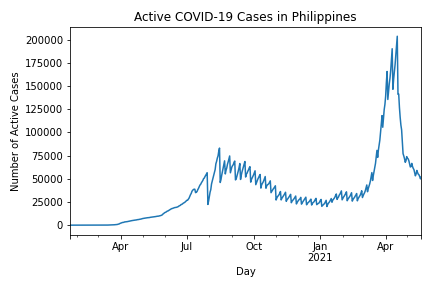 Active COVID-19 Cases in Philippines
Number of Active Cases
200000
175000
150000
125000
100000
75000
50000
25000
0
Apr
Jul
Oct
Jan
2021
Apr
Day